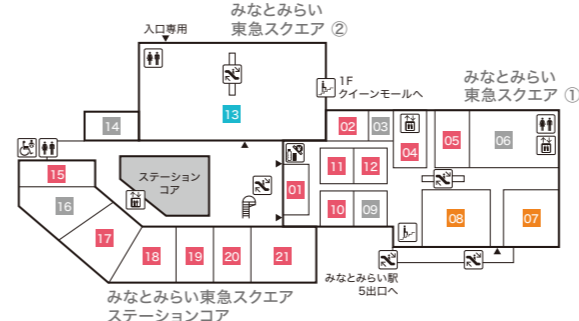 みなとみらい
東急スクエア ②
入口専用
みなとみらい
東急スクエア ①
1F
クイーンモールへ
13
14
02
03
04
05
06
ステーション
コア
15
16
17
18
19
20
21
01
11
12
10
09
08
07
みなとみらい駅
5出口へ
みなとみらい東急スクエア
ステーションコア